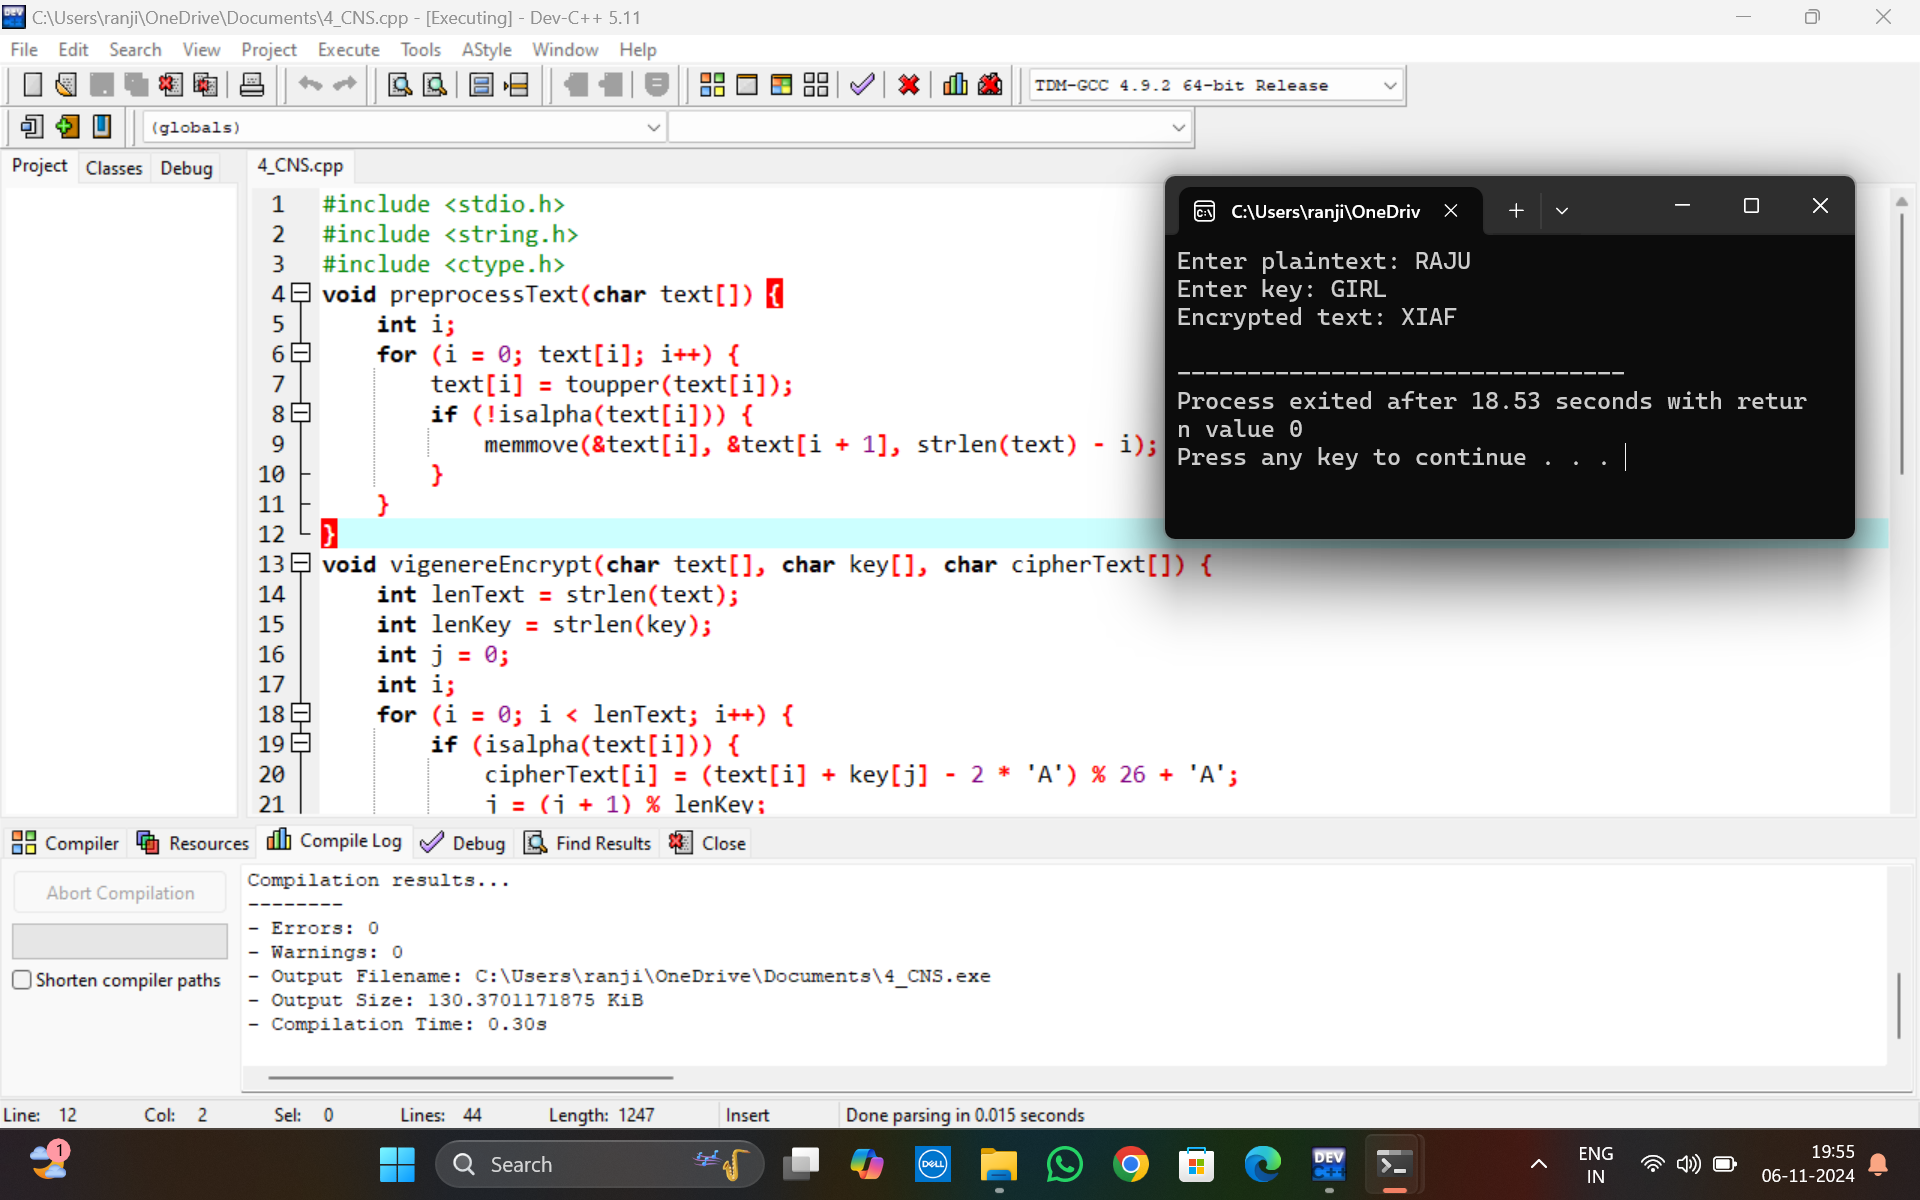 C:\Users\ranji\OneDrive\Documents\4_CNS.cpp - [Executing] - Dev-C++ 5.11
File Edit Search View Project Execute Tools AStyle Window Help
TDM-GCC 4.9.2 64-bit Release
(globals)
Project Classes Debug
4_CNS.cpp
1 #include <stdio.h>
2 #include <string.h>
3 #include <ctype.h>
4 void preprocessText(char text[]) {
5 int i;
6 for (i = 0; text[i]; i++) {
7 text[i] = toupper(text[i]);
8 if (!isalpha(text[i])) {
9 memmove(&text[i], &text[i + 1], strlen(text) - i);
10 }
11 }
12 }
13 void vigenereEncrypt(char text[], char key[], char cipherText[]) {
14 int lenText = strlen(text);
15 int lenKey = strlen(key);
16 int j = 0;
17 int i;
18 for (i = 0; i < lenText; i++) {
19 if (isalpha(text[i])) {
20 cipherText[i] = (text[i] + key[j] - 2 * 'A') % 26 + 'A';
21 j = (j + 1) % lenKey;
C:\Users\ranji\OneDriv
Enter plaintext: RAJU
Enter key: GIRL
Encrypted text: XIAF
--------------------------------
Process exited after 18.53 seconds with retur
n value 0
Press any key to continue . . .
Compiler Resources Compile Log Debug Find Results Close
Abort Compilation
Shorten compiler paths
Compilation results...
--------
- Errors: 0
- Warnings: 0
- Output Filename: C:\Users\ranji\OneDrive\Documents\4_CNS.exe
- Output Size: 130.3701171875 KiB
- Compilation Time: 0.30s
Line: 12 Col: 2 Sel: 0 Lines: 44 Length: 1247 Insert Done parsing in 0.015 seconds
1
Search
DELL
DEV C++
ENG
IN
19:55
06-11-2024